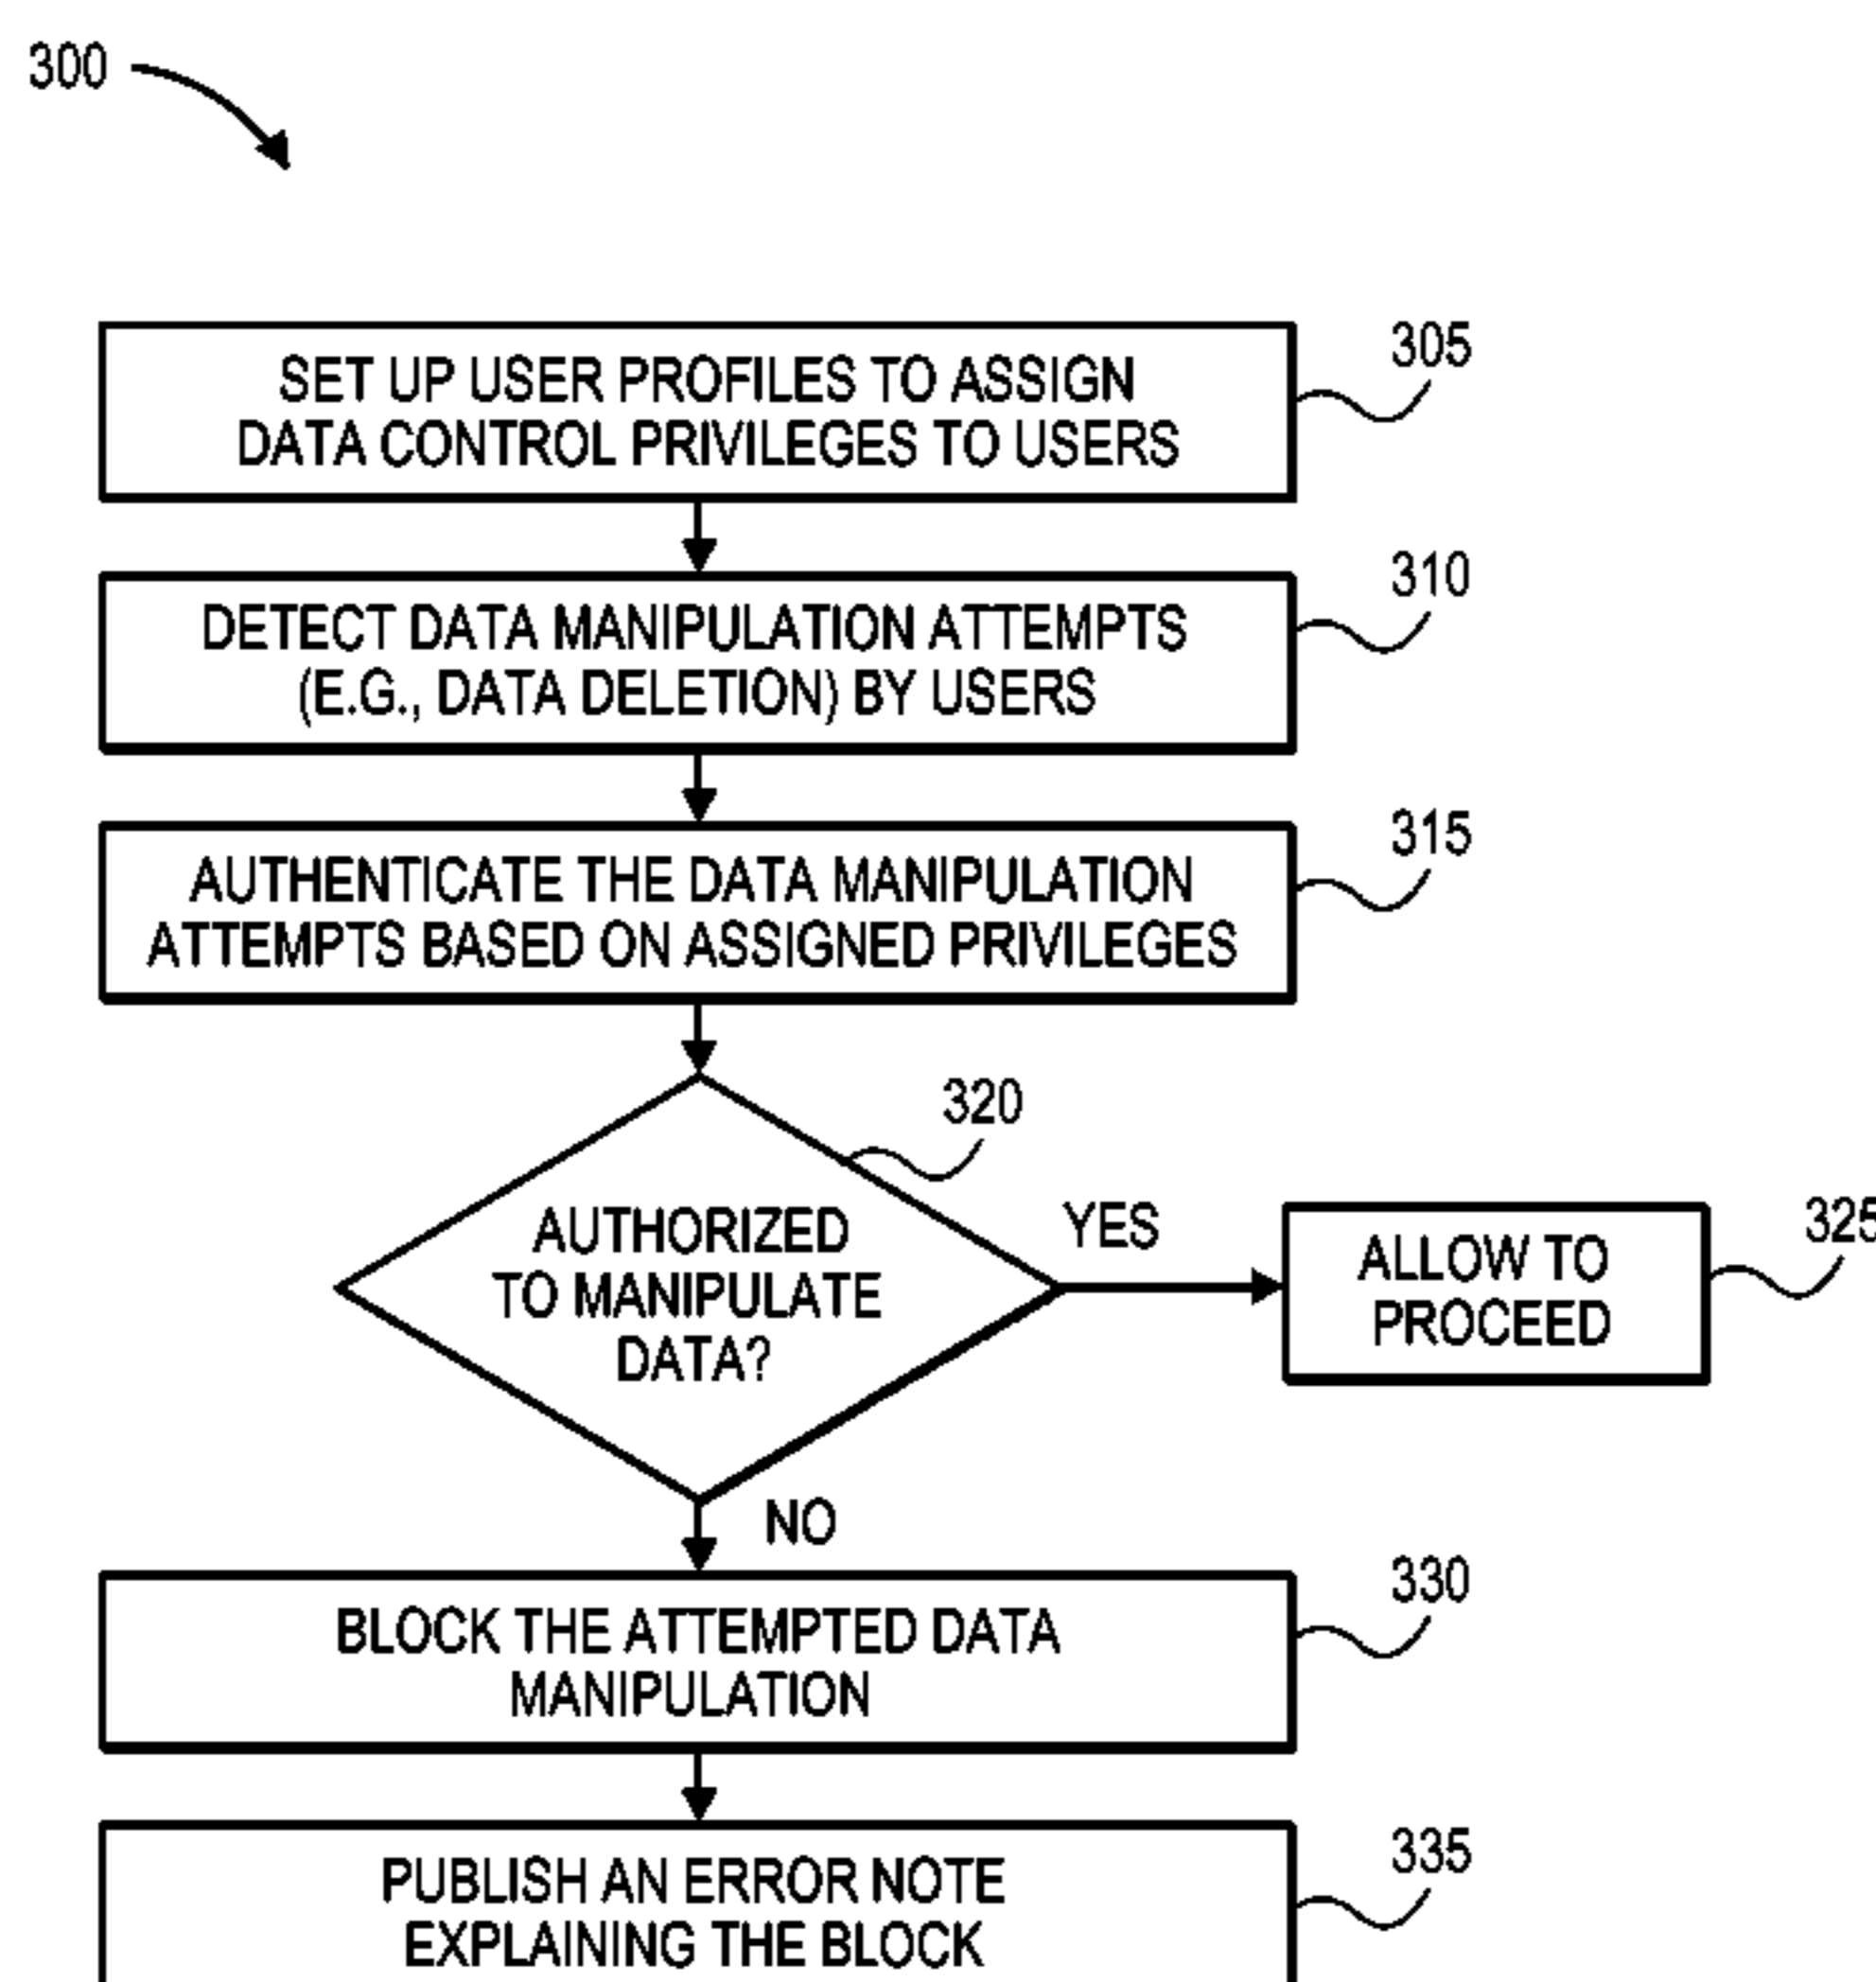 300
305
SET UP USER PROFILES TO ASSIGN
DATA CONTROL PRIVILEGES TO USERS
310
DETECT DATA MANIPULATION ATTEMPTS
(E.G., DATA DELETION) BY USERS
315
AUTHENTICATE THE DATA MANIPULATION
ATTEMPTS BASED ON ASSIGNED PRIVILEGES
320
AUTHORIZED
TO MANIPULATE
DATA?
YES
325
ALLOW TO
PROCEED
NO
330
BLOCK THE ATTEMPTED DATA
MANIPULATION
335
PUBLISH AN ERROR NOTE
EXPLAINING THE BLOCK